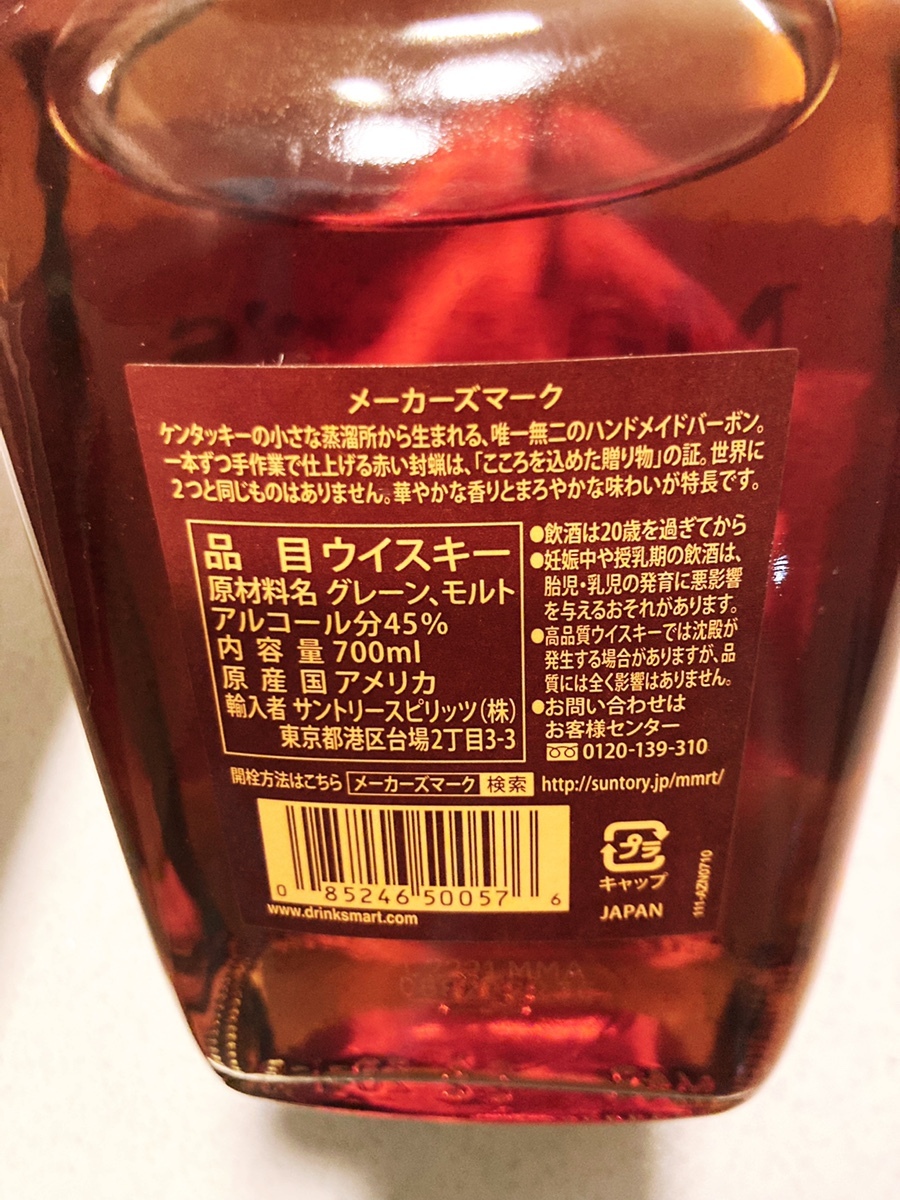 メーカーズマーク
ケンタッキーの小さな蒸溜所から生まれる、唯一無二のハンドメイドバーボン。
一本ずつ手作業で仕上げる赤い封蝋は、「こころを込めた贈り物」の証。世界に
2つと同じものはありません。華やかな香りとまろやかな味わいが特長です。
品 目 ウイスキー
原材料名 グレーン、モルト
アルコール分45%
内 容 量 700ml
原 産 国 アメリカ
輸入者 サントリースピリッツ(株)
東京都港区台場2丁目3-3
●飲酒は20歳を過ぎてから
●妊娠中や授乳期の飲酒は、
胎児・乳児の発育に悪影響
を与えるおそれがあります。
●高品質ウイスキーでは沈殿が
発生する場合がありますが、品
質には全く影響はありません。
●お問い合わせは
お客様センター
0120-139-310
開栓方法はこちら メーカーズマーク 検索 http://suntory.jp/mmrt/
0 85246 50057 6
www.drinksmart.com
プラ
キャップ
JAPAN
111-A2N0710